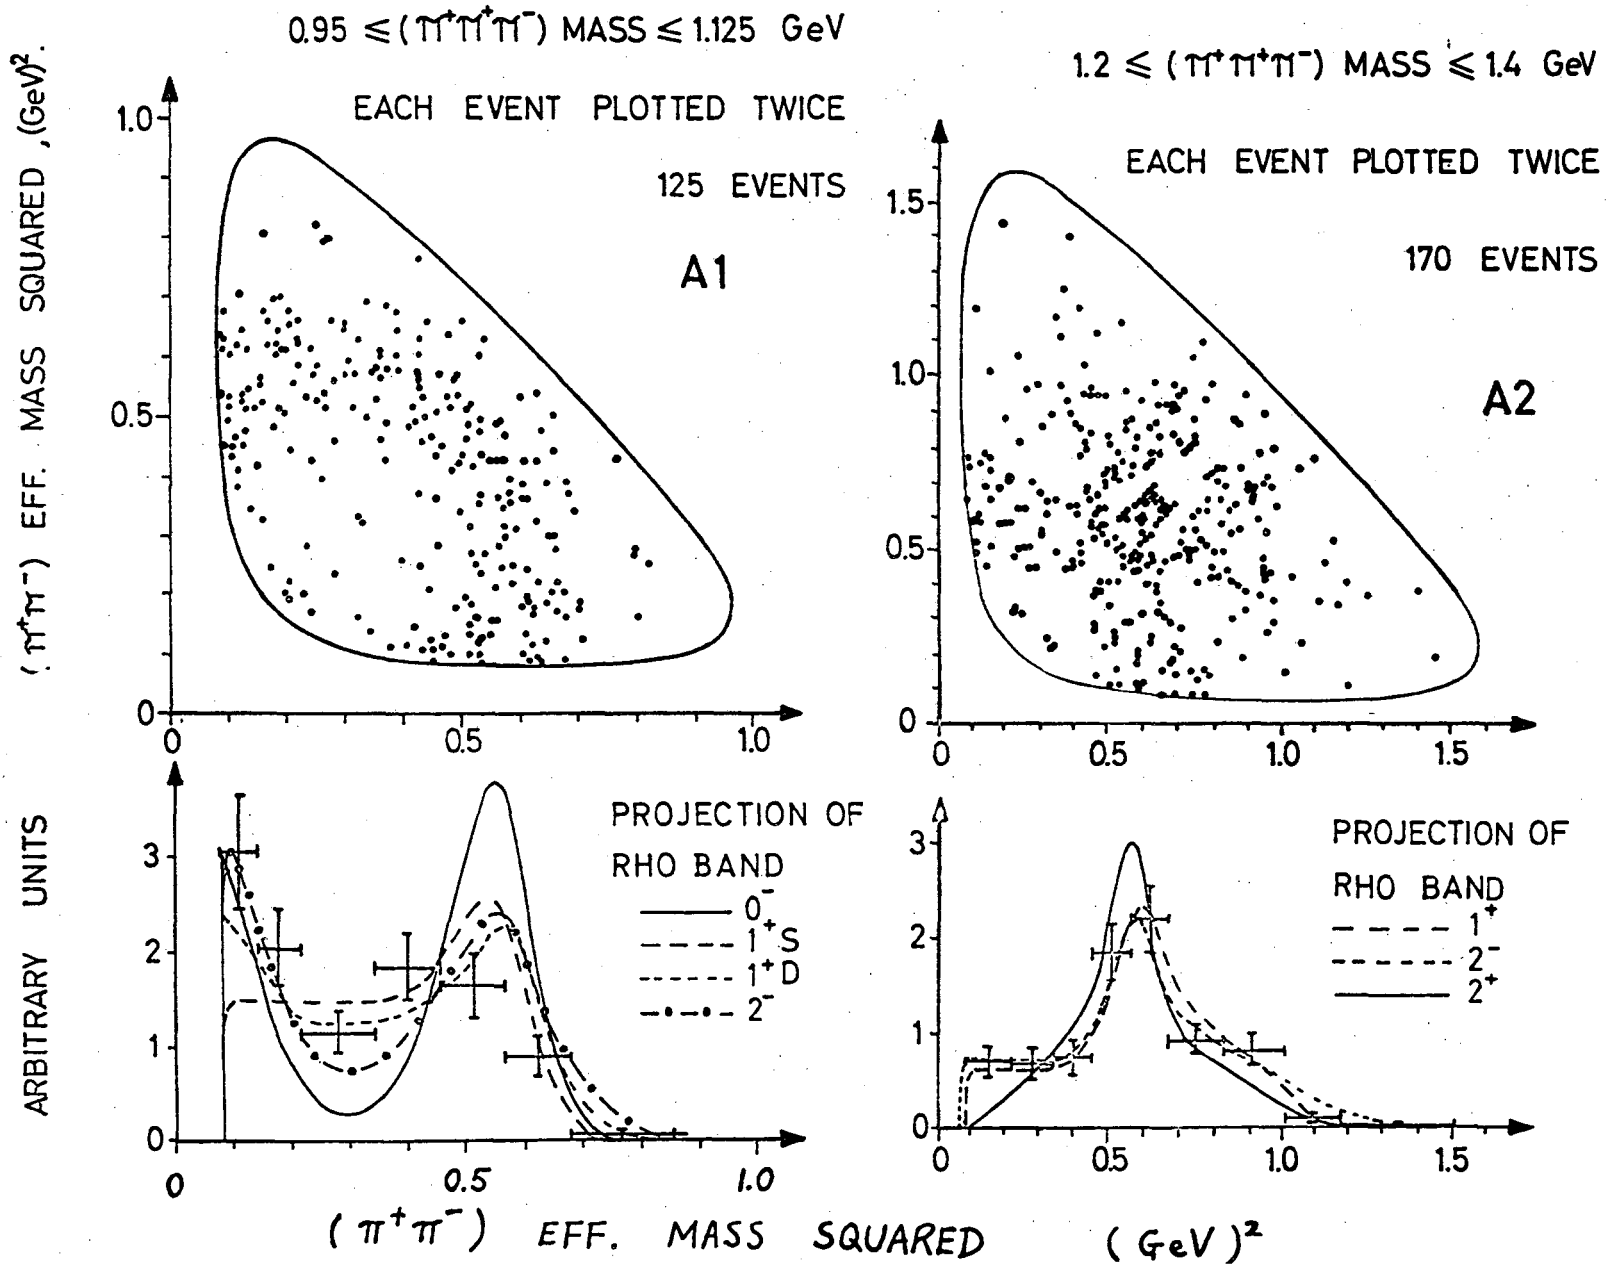 0.95 ≤ (π⁺π⁺π⁻) MASS ≤ 1.125 GeV
EACH EVENT PLOTTED TWICE
125 EVENTS
A1
(π⁺π⁻) EFF. MASS SQUARED ,(GeV)².
1.0
0.5
0
0
0.5
1.0
1.2 ≤ (π⁺π⁺π⁻) MASS ≤ 1.4 GeV
EACH EVENT PLOTTED TWICE
170 EVENTS
A2
1.5
1.0
0.5
0
0
0.5
1.0
1.5
ARBITRARY UNITS
3
2
1
0
PROJECTION OF
RHO BAND
0⁻
1⁺S
1⁺D
2⁻
0
0.5
1.0
3
2
1
0
PROJECTION OF
RHO BAND
1⁺
2⁻
2⁺
0
0.5
1.0
1.5
(π⁺π⁻) EFF. MASS SQUARED (GeV)²